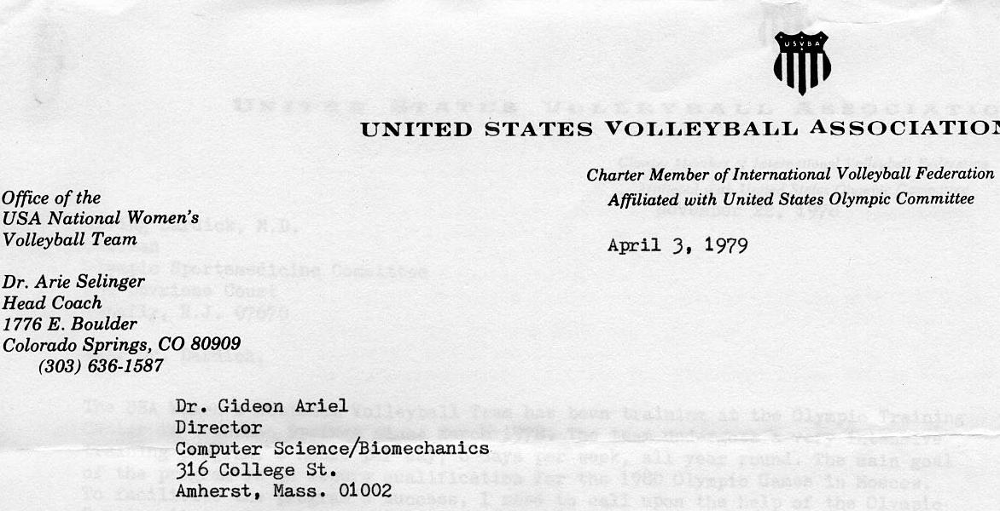 USVBA
UNITED STATES VOLLEYBALL ASSOCIATION
Charter Member of International Volleyball Federation
Affiliated with United States Olympic Committee
Office of the
USA National Women's
Volleyball Team
April 3, 1979
Dr. Arie Selinger
Head Coach
1776 E. Boulder
Colorado Springs, CO 80909
(303) 636-1587
Dr. Gideon Ariel
Director
Computer Science/Biomechanics
316 College St.
Amherst, Mass. 01002